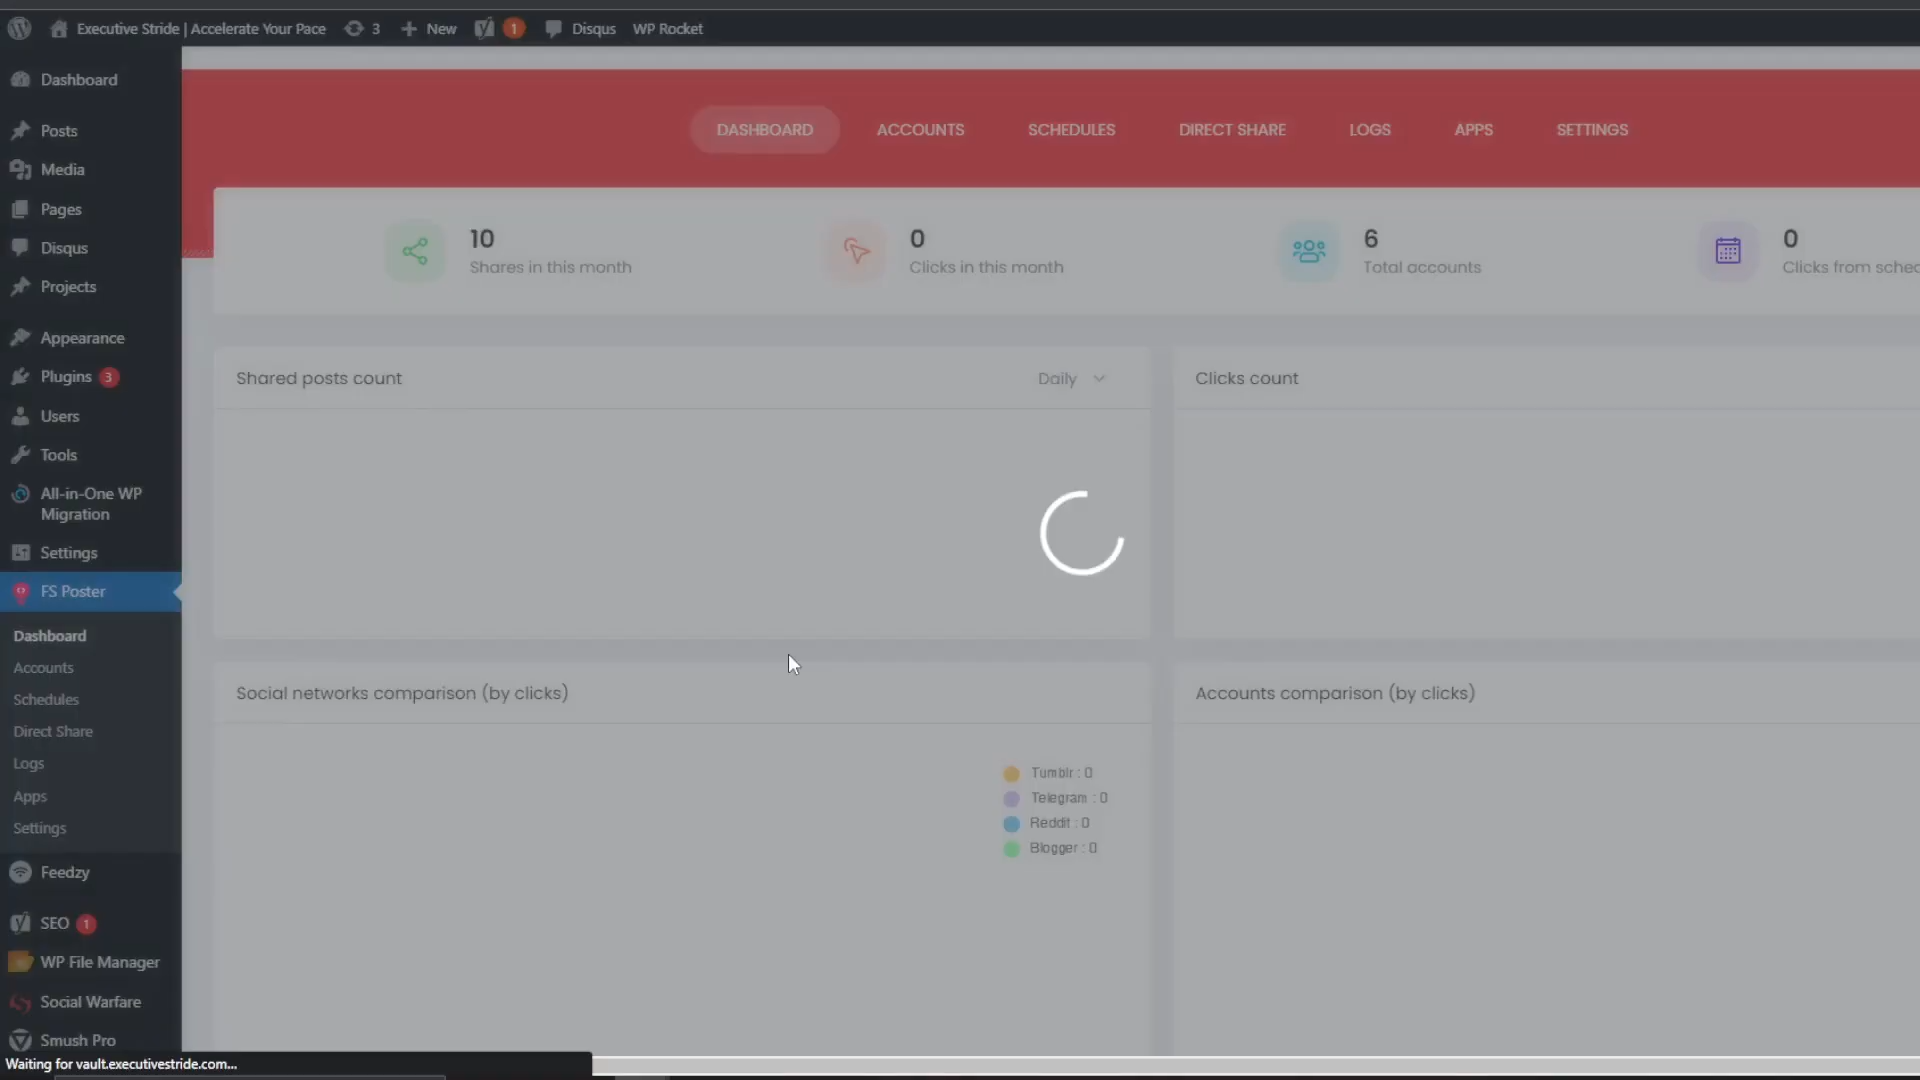 Executive Stride | Accelerate Your Pace
3
New
1
Disqus
WP Rocket
Dashboard
Posts
Media
Pages
Disqus
Projects
Appearance
Plugins 3
Users
Tools
All-in-One WP
Migration
Settings
FS Poster
Dashboard
Accounts
Schedules
Direct Share
Logs
Apps
Settings
Feedzy
SEO 1
WP File Manager
Social Warfare
Smush Pro
Waiting for vault.executivestride.com...
DASHBOARD
ACCOUNTS
SCHEDULES
DIRECT SHARE
LOGS
APPS
SETTINGS
10
Shares in this month
0
Clicks in this month
6
Total accounts
0
Clicks from sched
Shared posts count
Daily
Clicks count
Social networks comparison (by clicks)
Tumblr : 0
Telegram : 0
Reddit : 0
Blogger : 0
Accounts comparison (by clicks)